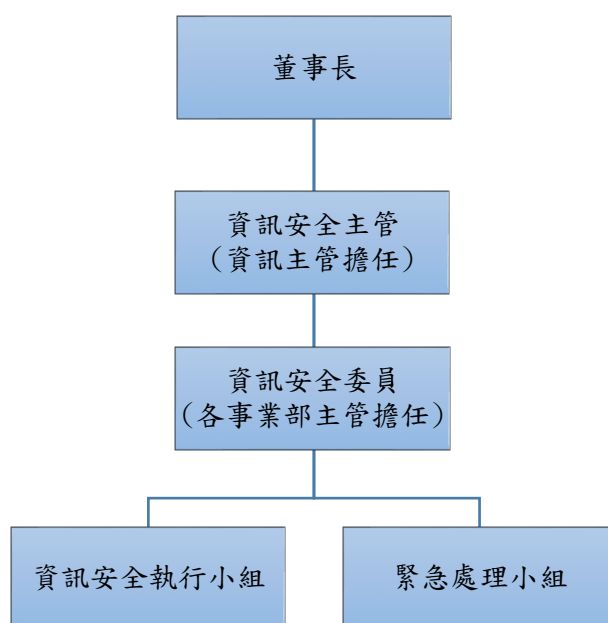 董事長
資訊安全主管
（資訊主管擔任）
資訊安全委員
（各事業部主管擔任）
資訊安全執行小組
緊急處理小組